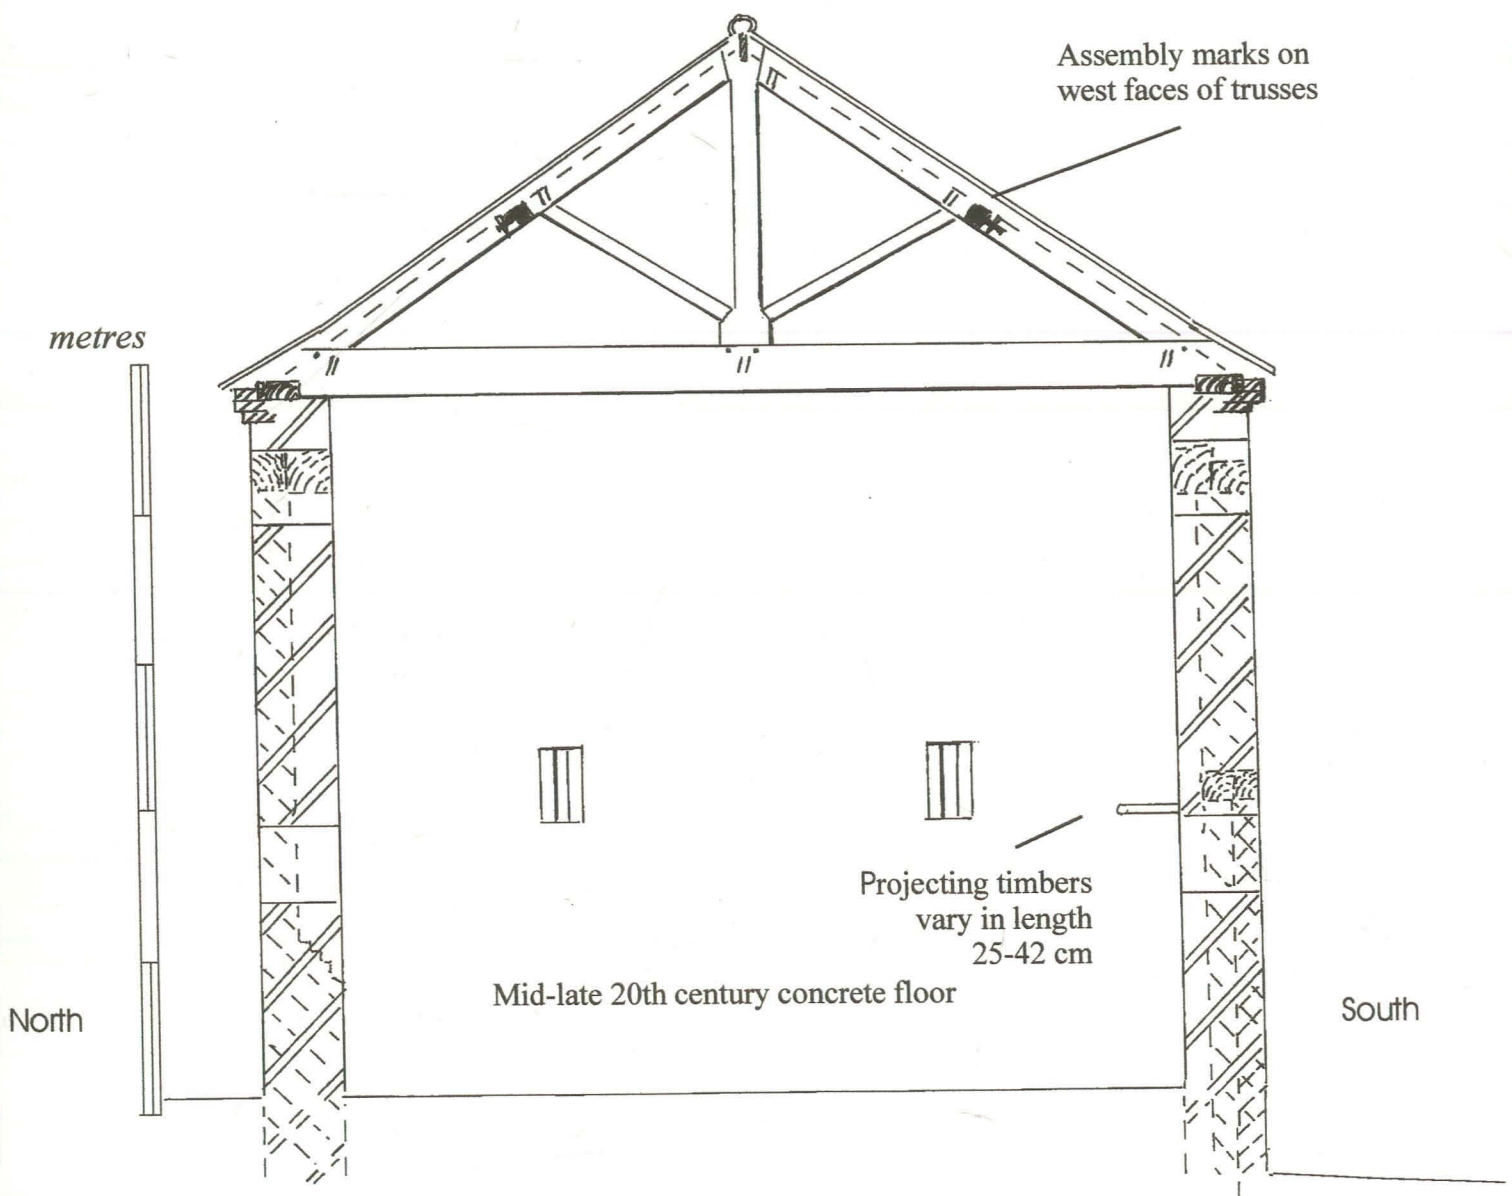 Assembly marks on
west faces of trusses
metres
Projecting timbers
vary in length
25-42 cm
Mid-late 20th century concrete floor
North
South